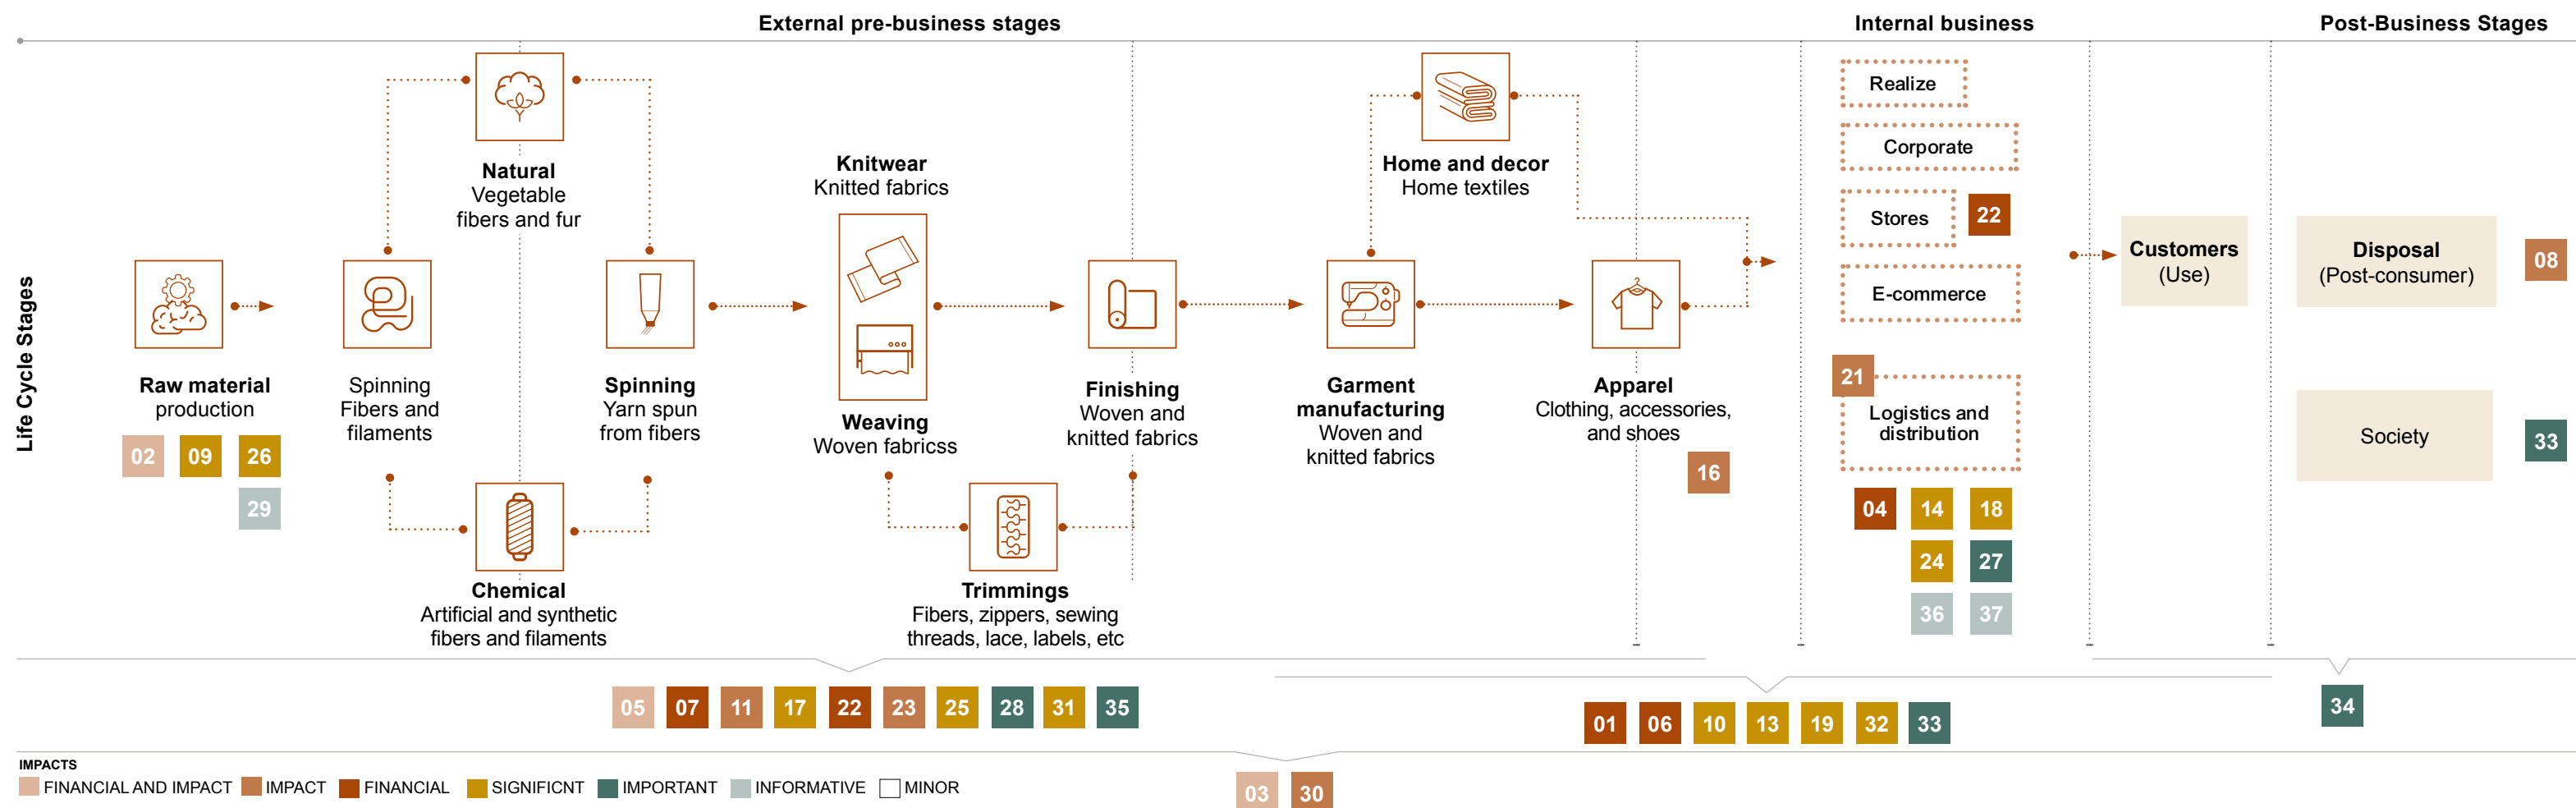 External pre-business stages
Internal business
Post-Business Stages
Life Cycle Stages
Raw material
production
02 09 26
29
Spinning
Fibers and
filaments
Natural
Vegetable
fibers and fur
Chemical
Artificial and synthetic
fibers and filaments
Spinning
Yarn spun
from fibers
Knitwear
Knitted fabrics
Weaving
Woven fabricss
Trimmings
Fibers, zippers, sewing
threads, lace, labels, etc
Finishing
Woven and
knitted fabrics
Garment
manufacturing
Woven and
knitted fabrics
Home and decor
Home textiles
Apparel
Clothing, accessories,
and shoes
16
Realize
Corporate
Stores
22
E-commerce
21
Logistics and
distribution
04 14 18
24 27
36 37
Customers
(Use)
Disposal
(Post-consumer)
08
Society
33
05 07 11 17 22 23 25 28 31 35
01 06 10 13 19 32 33
34
03 30
IMPACTS
FINANCIAL AND IMPACT IMPACT FINANCIAL SIGNIFICNT IMPORTANT INFORMATIVE MINOR